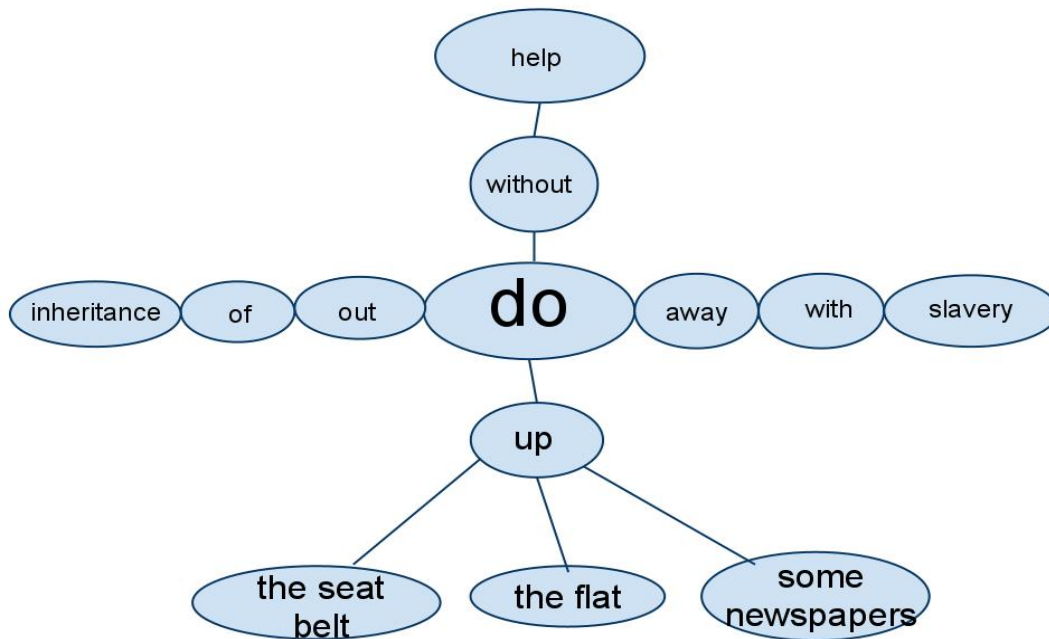 help
without
do
inheritance of out away with slavery
up
the seat
belt
the flat
some
newspapers